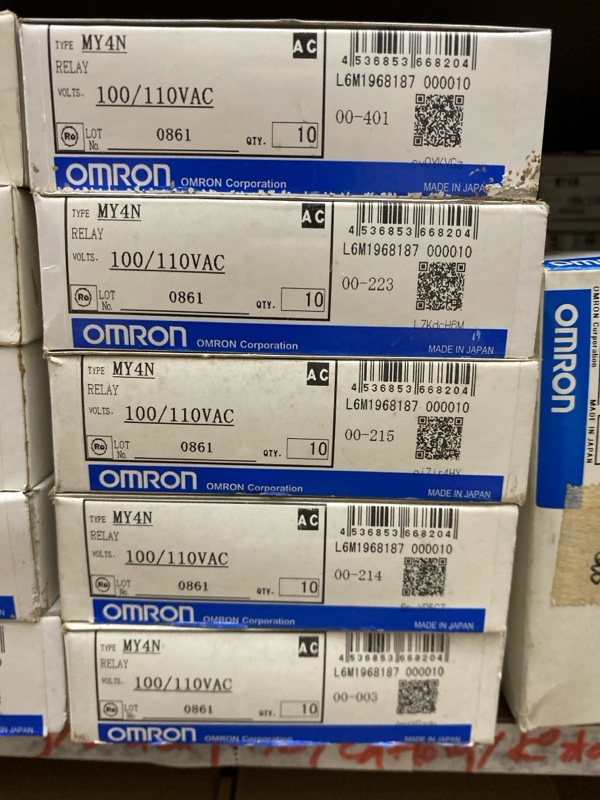 TYPE MY4N AC
RELAY
VOLTS. 100/110VAC
LOT No. 0861 QTY. 10
4 536853 668204
L6M1968187 000010
00-401
OMRON OMRON Corporation MADE IN JAPAN
TYPE MY4N AC
RELAY
VOLTS. 100/110VAC
LOT No. 0861 QTY. 10
4 536853 668204
L6M1968187 000010
00-223
OMRON OMRON Corporation MADE IN JAPAN
TYPE MY4N AC
RELAY
VOLTS. 100/110VAC
LOT No. 0861 QTY. 10
4 536853 668204
L6M1968187 000010
00-215
OMRON OMRON Corporation MADE IN JAPAN
TYPE MY4N AC
RELAY
VOLTS. 100/110VAC
LOT No. 0861 QTY. 10
4 536853 668204
L6M1968187 000010
00-214
OMRON OMRON Corporation MADE IN JAPAN
TYPE MY4N AC
RELAY
VOLTS. 100/110VAC
LOT No. 0861 QTY. 10
4 536853 668204
L6M1968187 000010
00-003
OMRON OMRON Corporation MADE IN JAPAN
OMRON
OMRON Corporation
MADE IN JAPAN